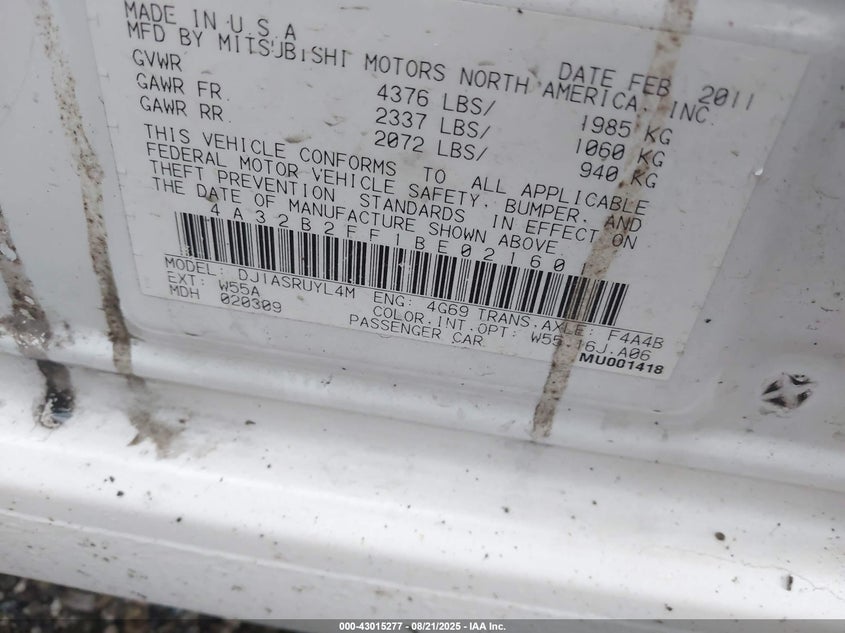 MADE IN U.S.A
MFD BY MITSUBISHI MOTORS NORTH AMERICA, INC.
DATE FEB 2011
GVWR 4376 LBS/ 1985 KG
GAWR FR 2337 LBS/ 1060 KG
GAWR RR 2072 LBS/ 940 KG
THIS VEHICLE CONFORMS TO ALL APPLICABLE
FEDERAL MOTOR VEHICLE SAFETY, BUMPER, AND
THEFT PREVENTION STANDARDS IN EFFECT ON
THE DATE OF MANUFACTURE SHOWN ABOVE.
4A32B2FF1BE02160
MODEL: DJ1ASRUYL4M ENG: 4G69 TRANS.AXLE: F4A4B
EXT: W55A COLOR.INT.OPT: W55.16J.A06
MDH 020309 PASSENGER CAR
MU001418
000-43015277 - 08/21/2025 - IAA Inc.